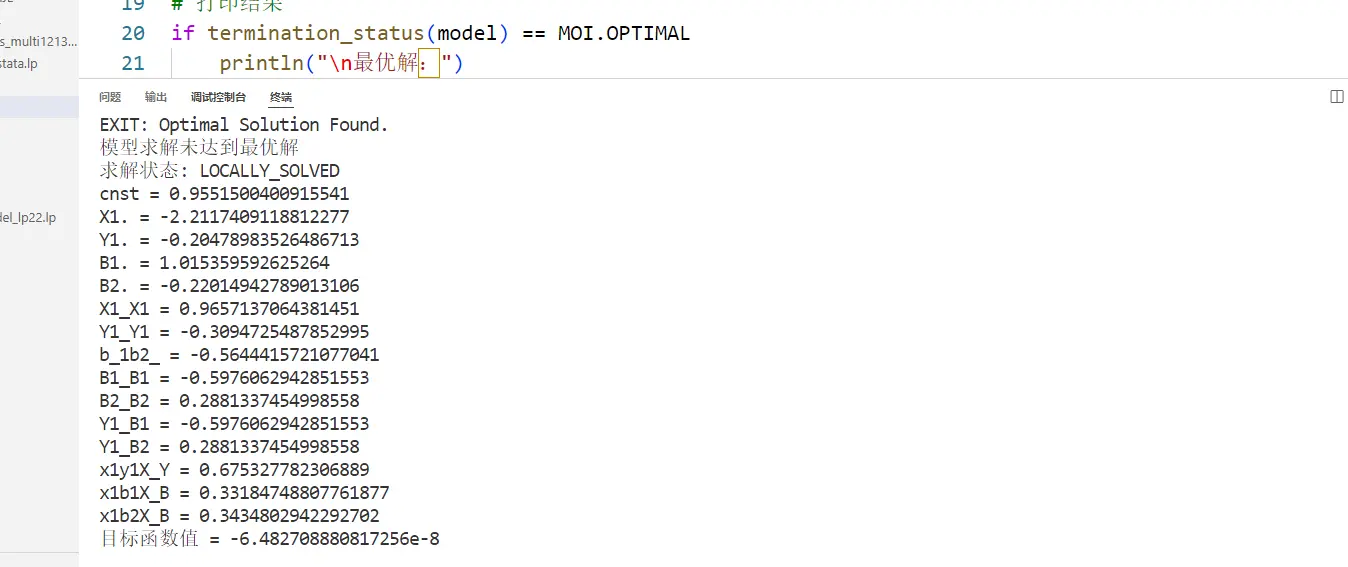 s_multi1213...
stata.lp
del_lp22.lp
19 # 打印结果
20 if termination_status(model) == MOI.OPTIMAL
21 println("\n最优解：")
问题 输出 调试控制台 终端
EXIT: Optimal Solution Found.
模型求解未达到最优解
求解状态: LOCALLY_SOLVED
cnst = 0.9551500400915541
X1. = -2.2117409118812277
Y1. = -0.20478983526486713
B1. = 1.015359592625264
B2. = -0.22014942789013106
X1_X1 = 0.9657137064381451
Y1_Y1 = -0.3094725487852995
b_1b2_ = -0.5644415721077041
B1_B1 = -0.5976062942851553
B2_B2 = 0.2881337454998558
Y1_B1 = -0.5976062942851553
Y1_B2 = 0.2881337454998558
x1y1X_Y = 0.675327782306889
x1b1X_B = 0.33184748807761877
x1b2X_B = 0.3434802942292702
目标函数值 = -6.482708880817256e-8